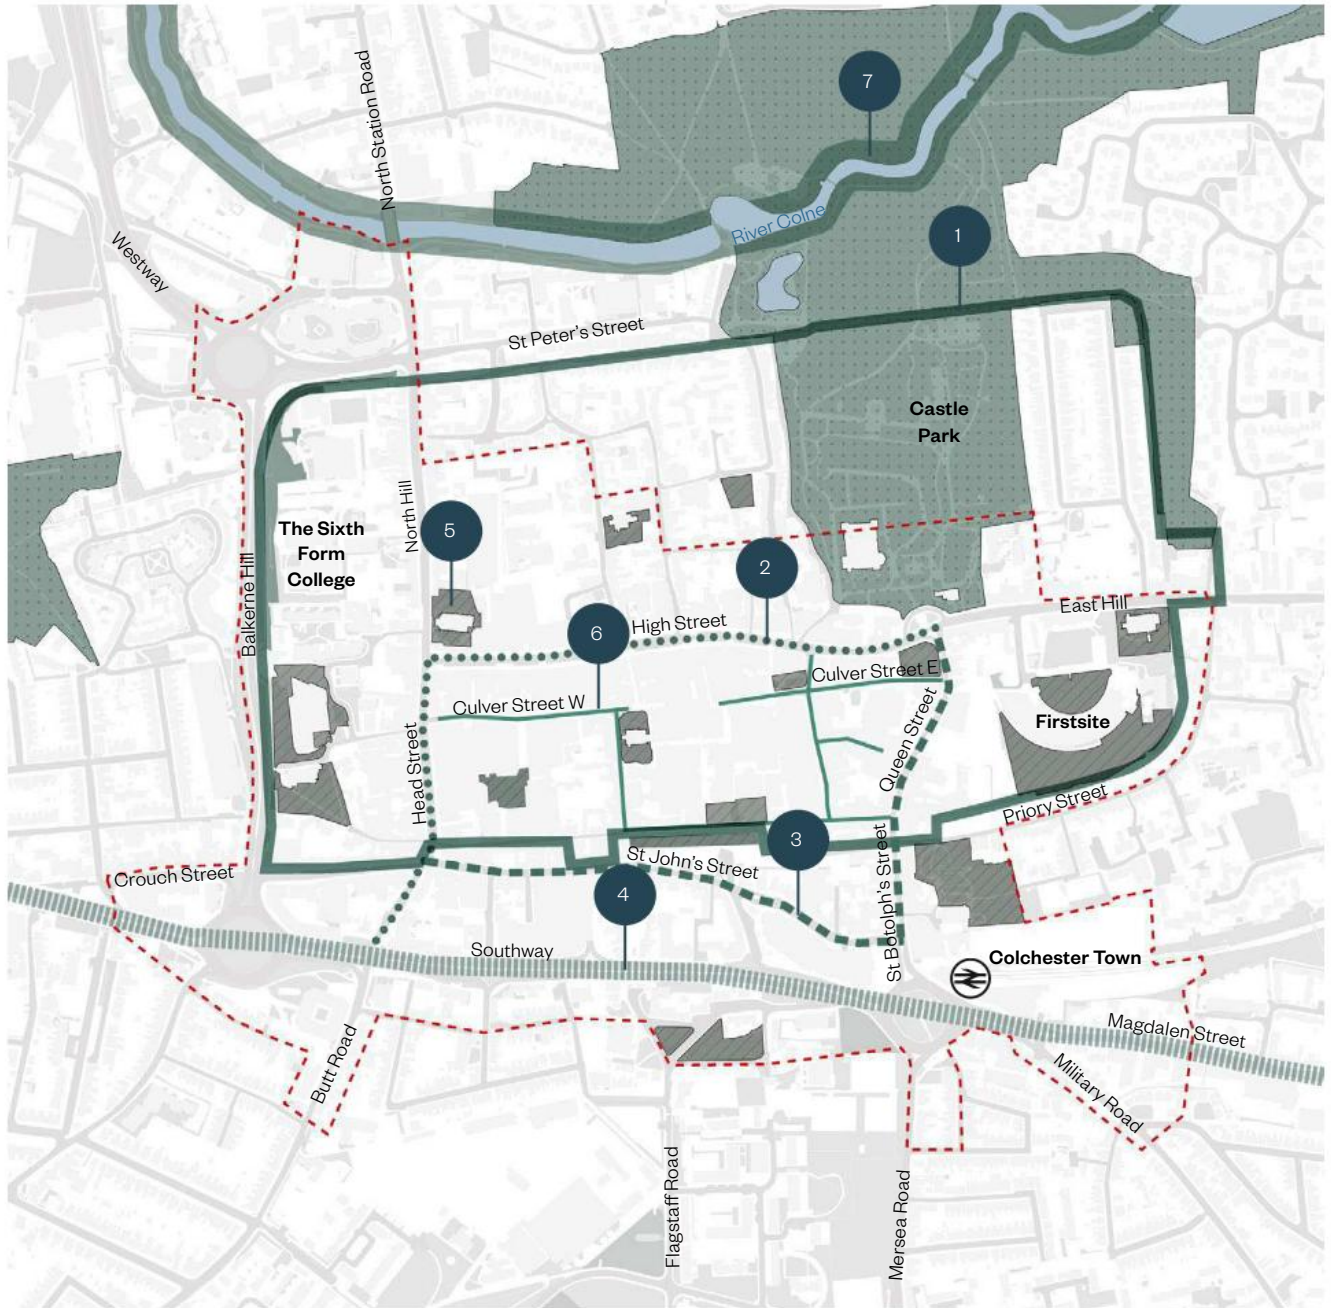 7
North Station Road
River Colne
1
Westway
St Peter's Street
Castle
Park
North Hill
The Sixth
Form
College
5
2
Balkerne Hill
6
High Street
East Hill
Culver Street E
Culver Street W
Queen Street
Firstsite
Head Street
Priory Street
3
St John's Street
St Botolph's Street
Crouch Street
4
Southway
Colchester Town
Magdalen Street
Butt Road
Military Road
Flagstaff Road
Mersea Road